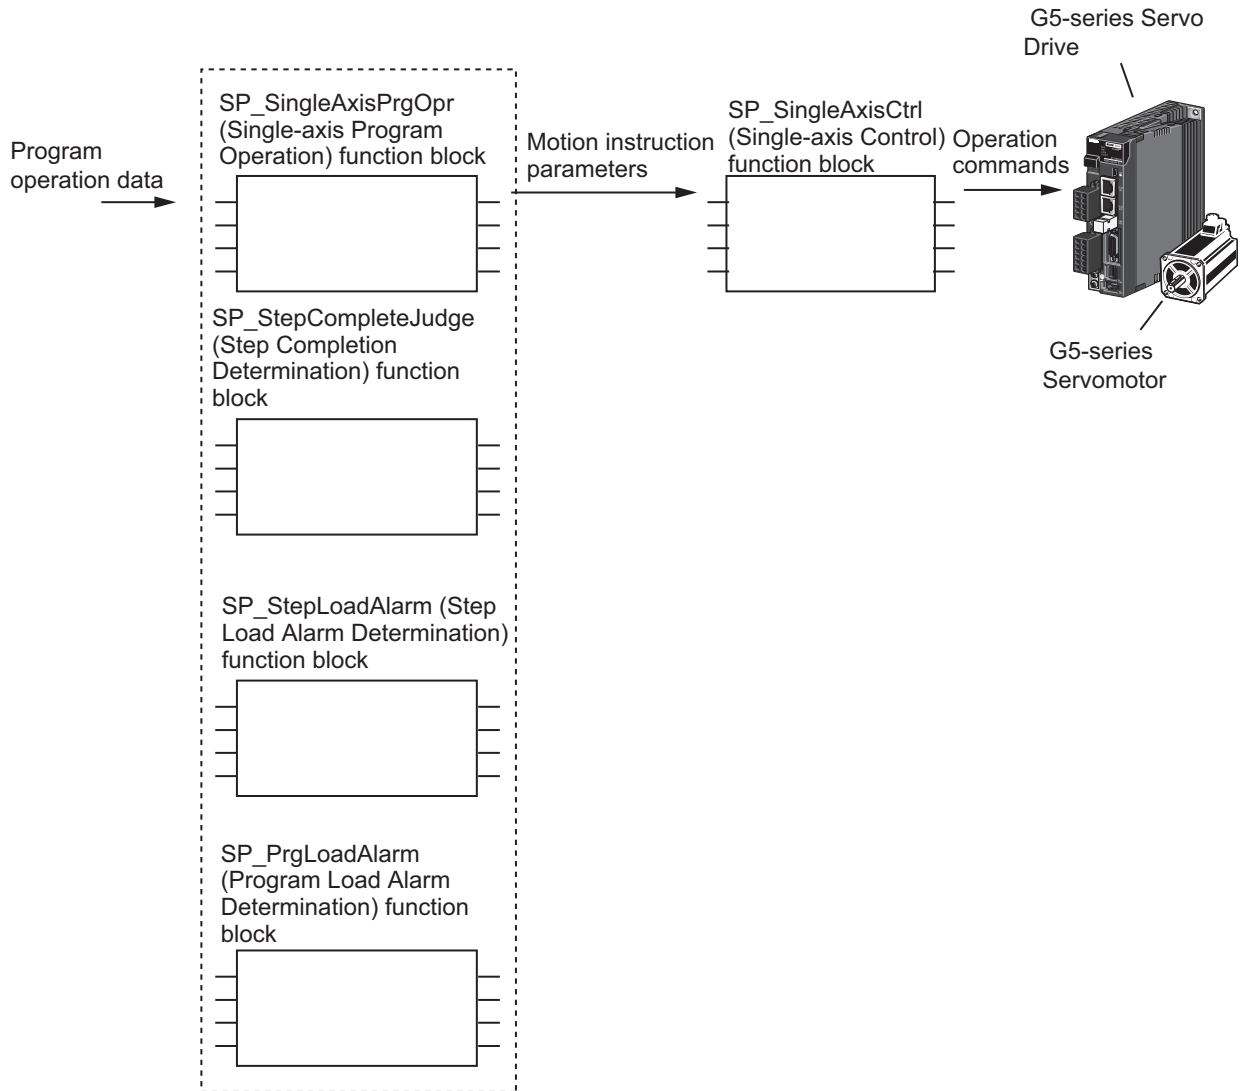 G5-series Servo
Drive
SP_SingleAxisPrgOpr
(Single-axis Program
Operation) function block
SP_SingleAxisCtrl
(Single-axis Control)
function block
Program
operation data
Motion instruction
parameters
Operation
commands
SP_StepCompleteJudge
(Step Completion
Determination) function
block
G5-series
Servomotor
SP_StepLoadAlarm (Step
Load Alarm Determination)
function block
SP_PrgLoadAlarm
(Program Load Alarm
Determination) function
block